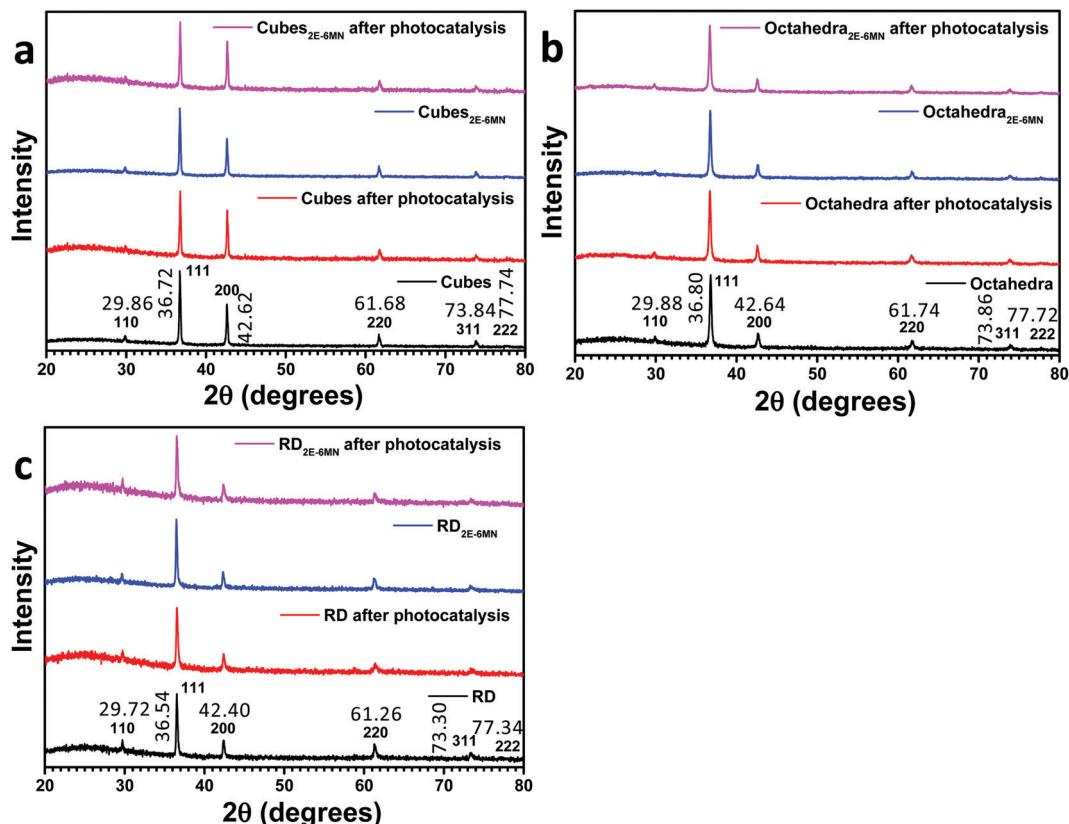 a
Intensity
Cubes2E-6MN after photocatalysis
Cubes2E-6MN
Cubes after photocatalysis
Cubes
29.86
110
36.72
111
200
42.62
61.68
220
73.84
311
77.74
222
20 30 40 50 60 70 80
2θ (degrees)
b
Intensity
Octahedra2E-6MN after photocatalysis
Octahedra2E-6MN
Octahedra after photocatalysis
Octahedra
29.88
110
36.80
111
42.64
200
61.74
220
73.86
311
77.72
222
20 30 40 50 60 70 80
2θ (degrees)
c
Intensity
RD2E-6MN after photocatalysis
RD2E-6MN
RD after photocatalysis
RD
29.72
110
36.54
111
42.40
200
61.26
220
73.30
311
77.34
222
20 30 40 50 60 70 80
2θ (degrees)